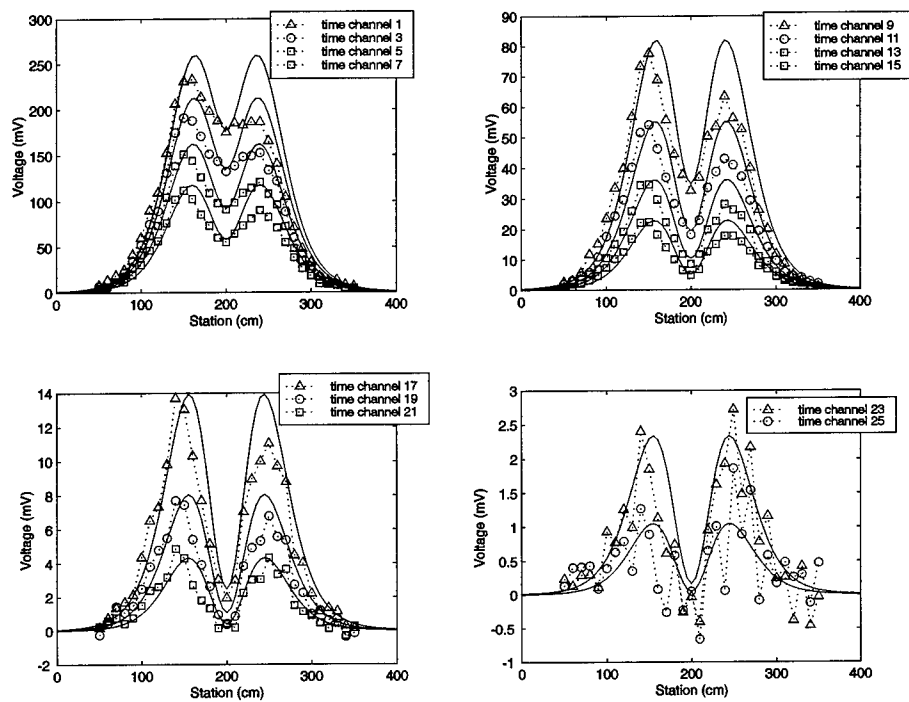 time channel 1
time channel 3
time channel 5
time channel 7
300
250
200
150
100
50
0
Voltage (mV)
0 100 200 300 400
Station (cm)
time channel 9
time channel 11
time channel 13
time channel 15
90
80
70
60
50
40
30
20
10
0
Voltage (mV)
0 100 200 300 400
Station (cm)
time channel 17
time channel 19
time channel 21
14
12
10
8
6
4
2
0
-2
Voltage (mV)
0 100 200 300 400
Station (cm)
time channel 23
time channel 25
3
2.5
2
1.5
1
0.5
0
-0.5
-1
Voltage (mV)
0 100 200 300 400
Station (cm)